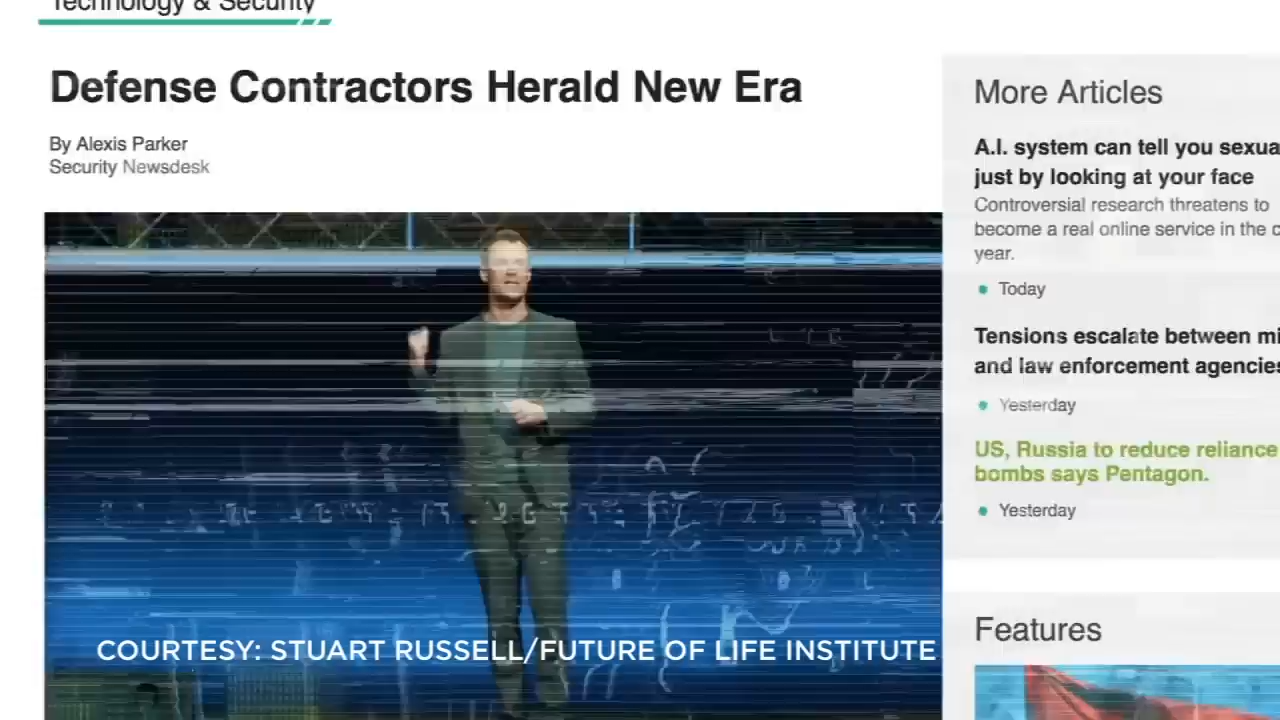 Technology & Security
Defense Contractors Herald New Era
By Alexis Parker
Security Newsdesk
COURTESY: STUART RUSSELL/FUTURE OF LIFE INSTITUTE
More Articles
A.I. system can tell you sexua
just by looking at your face
Controversial research threatens to
become a real online service in the c
year.
Today
Tensions escalate between mi
and law enforcement agencies
Yesterday
US, Russia to reduce reliance
bombs says Pentagon.
Yesterday
Features